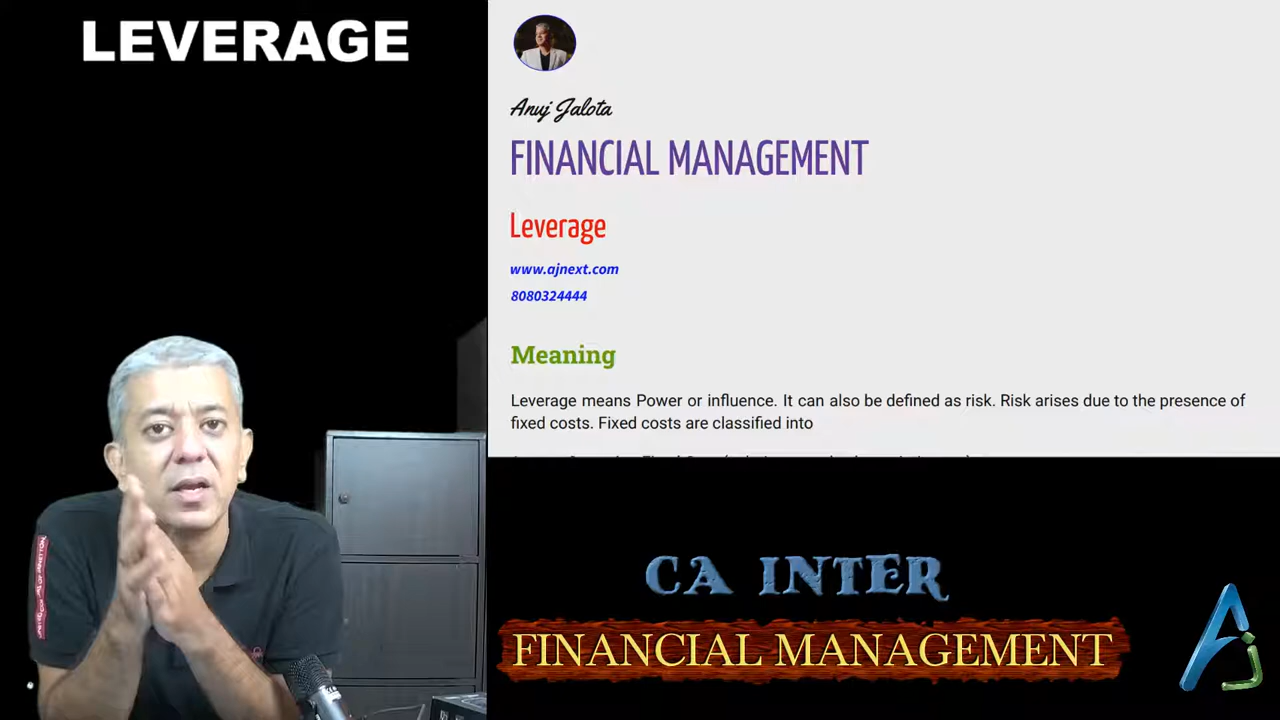 LEVERAGE
Anuj Jalota
FINANCIAL MANAGEMENT
Leverage
www.ajnext.com
8080324444
Meaning
Leverage means Power or influence. It can also be defined as risk. Risk arises due to the presence of
fixed costs. Fixed costs are classified into
CA INTER
FINANCIAL MANAGEMENT